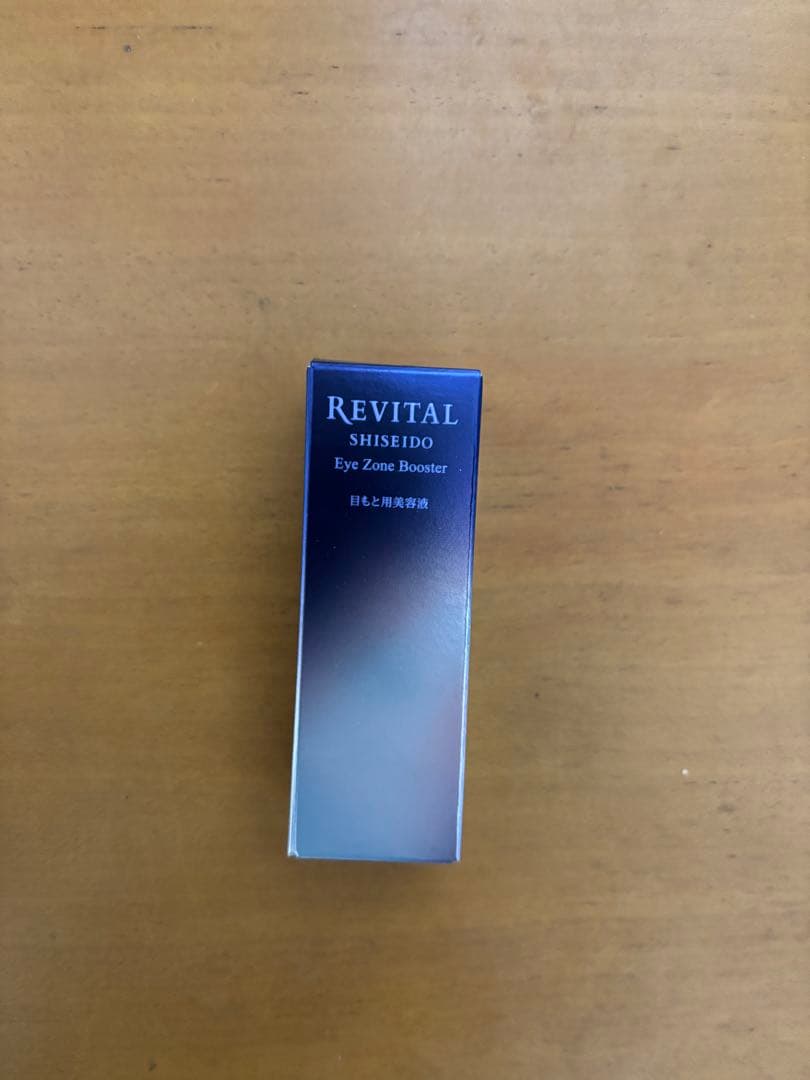 REVITAL
SHISEIDO
Eye Zone Booster
目もと用美容液